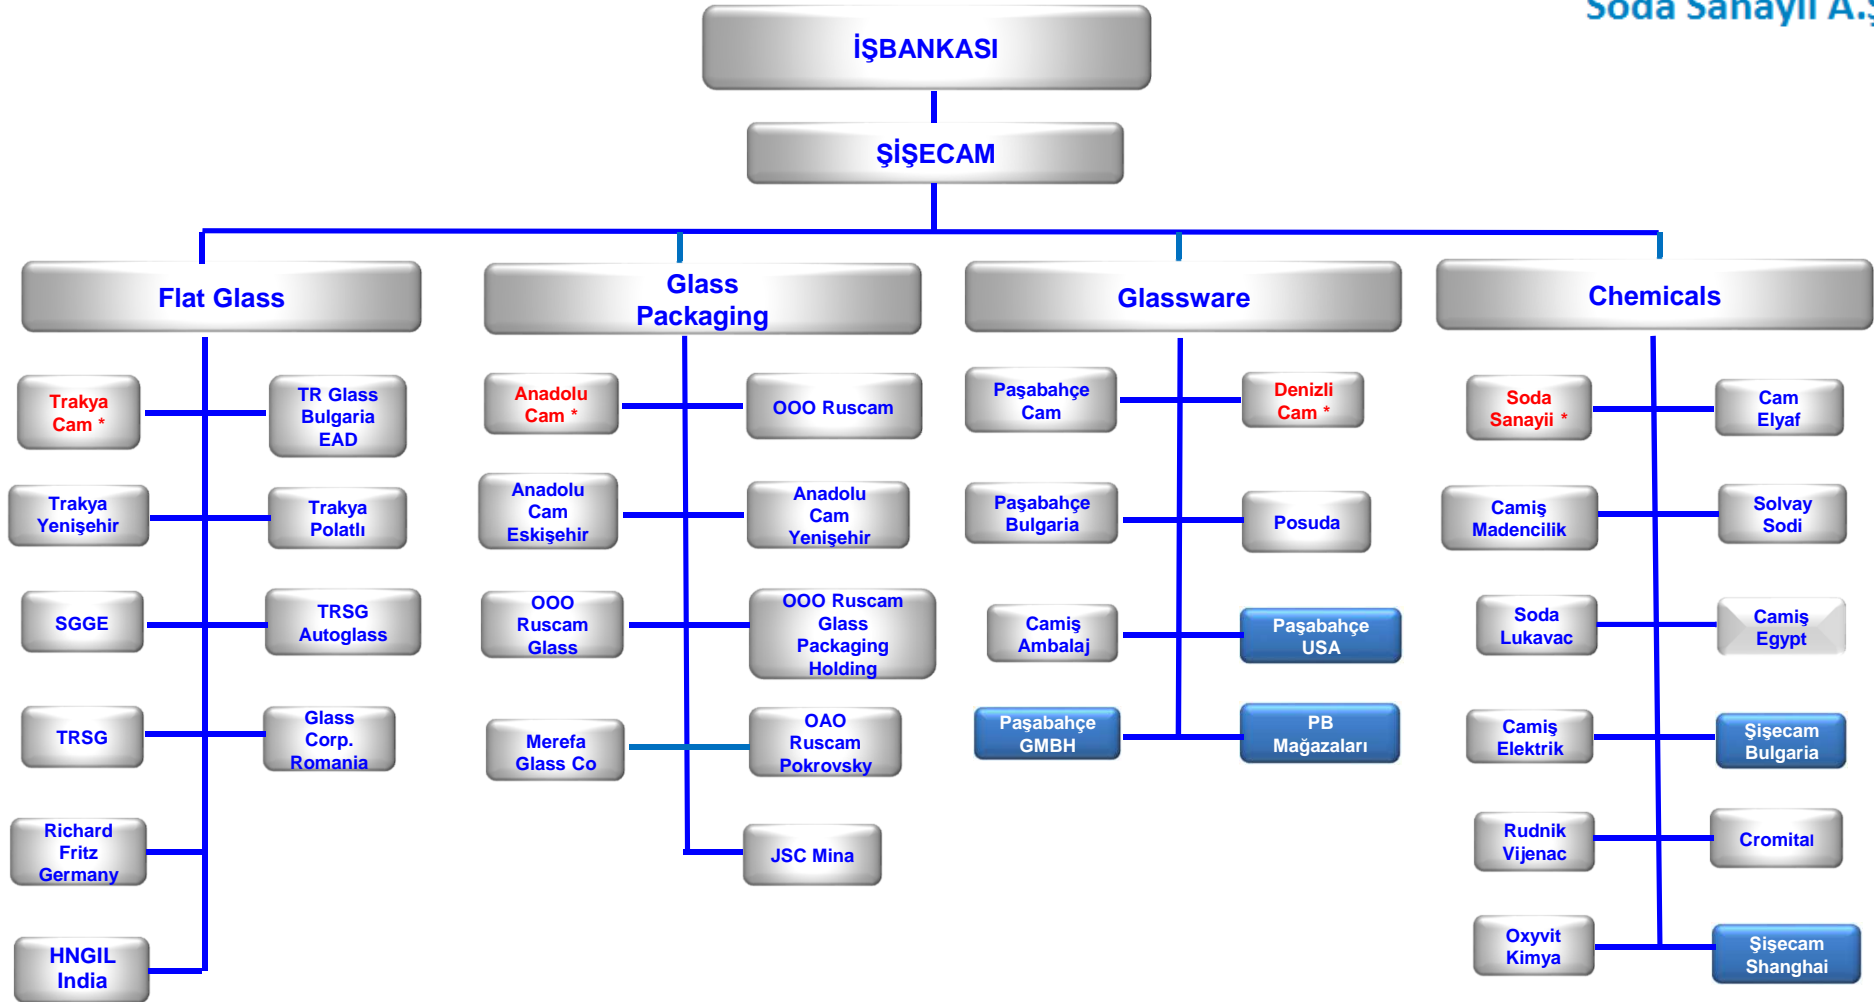 Soda Sanayii A.Ş
İŞBANKASI
ŞİŞECAM
Flat Glass
Glass
Packaging
Glassware
Chemicals
Trakya
Cam *
TR Glass
Bulgaria
EAD
Trakya
Yenişehir
Trakya
Polatlı
SGGE
TRSG
Autoglass
TRSG
Glass
Corp.
Romania
Richard
Fritz
Germany
HNGIL
India
Anadolu
Cam *
OOO Ruscam
Anadolu
Cam
Eskişehir
Anadolu
Cam
Yenişehir
OOO
Ruscam
Glass
OOO Ruscam
Glass
Packaging
Holding
Merefa
Glass Co
OAO
Ruscam
Pokrovsky
JSC Mina
Paşabahçe
Cam
Denizli
Cam *
Paşabahçe
Bulgaria
Posuda
Camiş
Ambalaj
Paşabahçe
USA
Paşabahçe
GMBH
PB
Mağazaları
Soda
Sanayii *
Cam
Elyaf
Camiş
Madencilik
Solvay
Sodi
Soda
Lukavac
Camiş
Egypt
Camiş
Elektrik
Şişecam
Bulgaria
Rudnik
Vijenac
Cromital
Oxyvit
Kimya
Şişecam
Shanghai